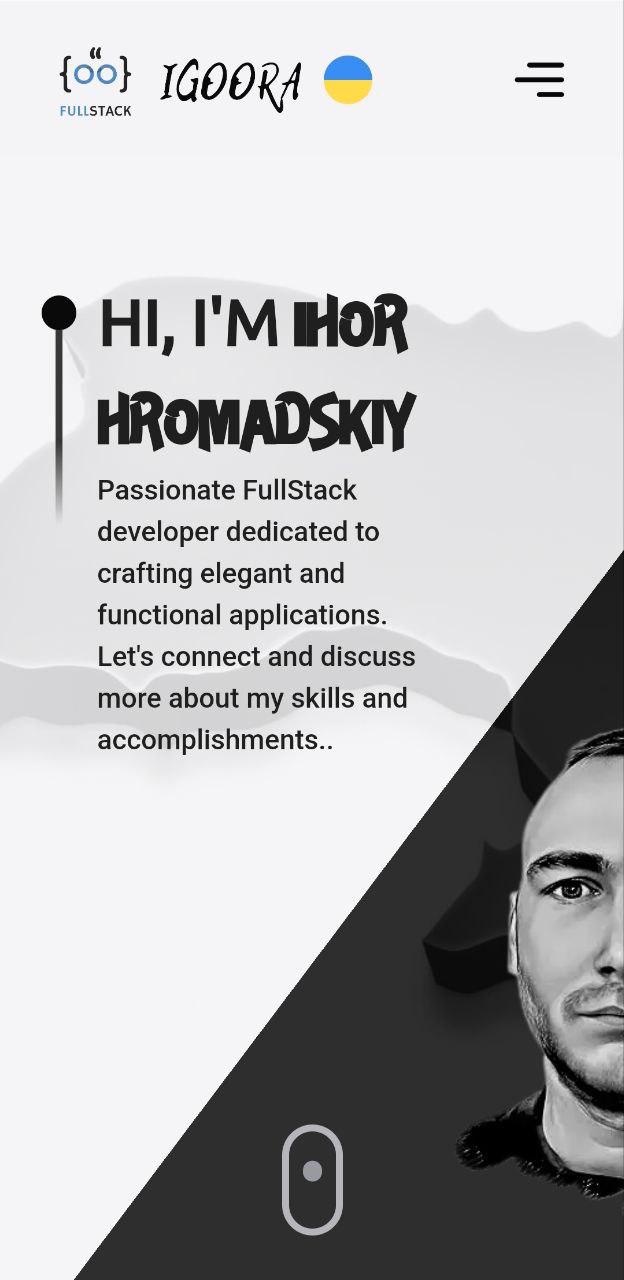 FULLSTACK
IGOORA
HI, I'M IHOR
HROMADSKIY
Passionate FullStack
developer dedicated to
crafting elegant and
functional applications.
Let's connect and discuss
more about my skills and
accomplishments..